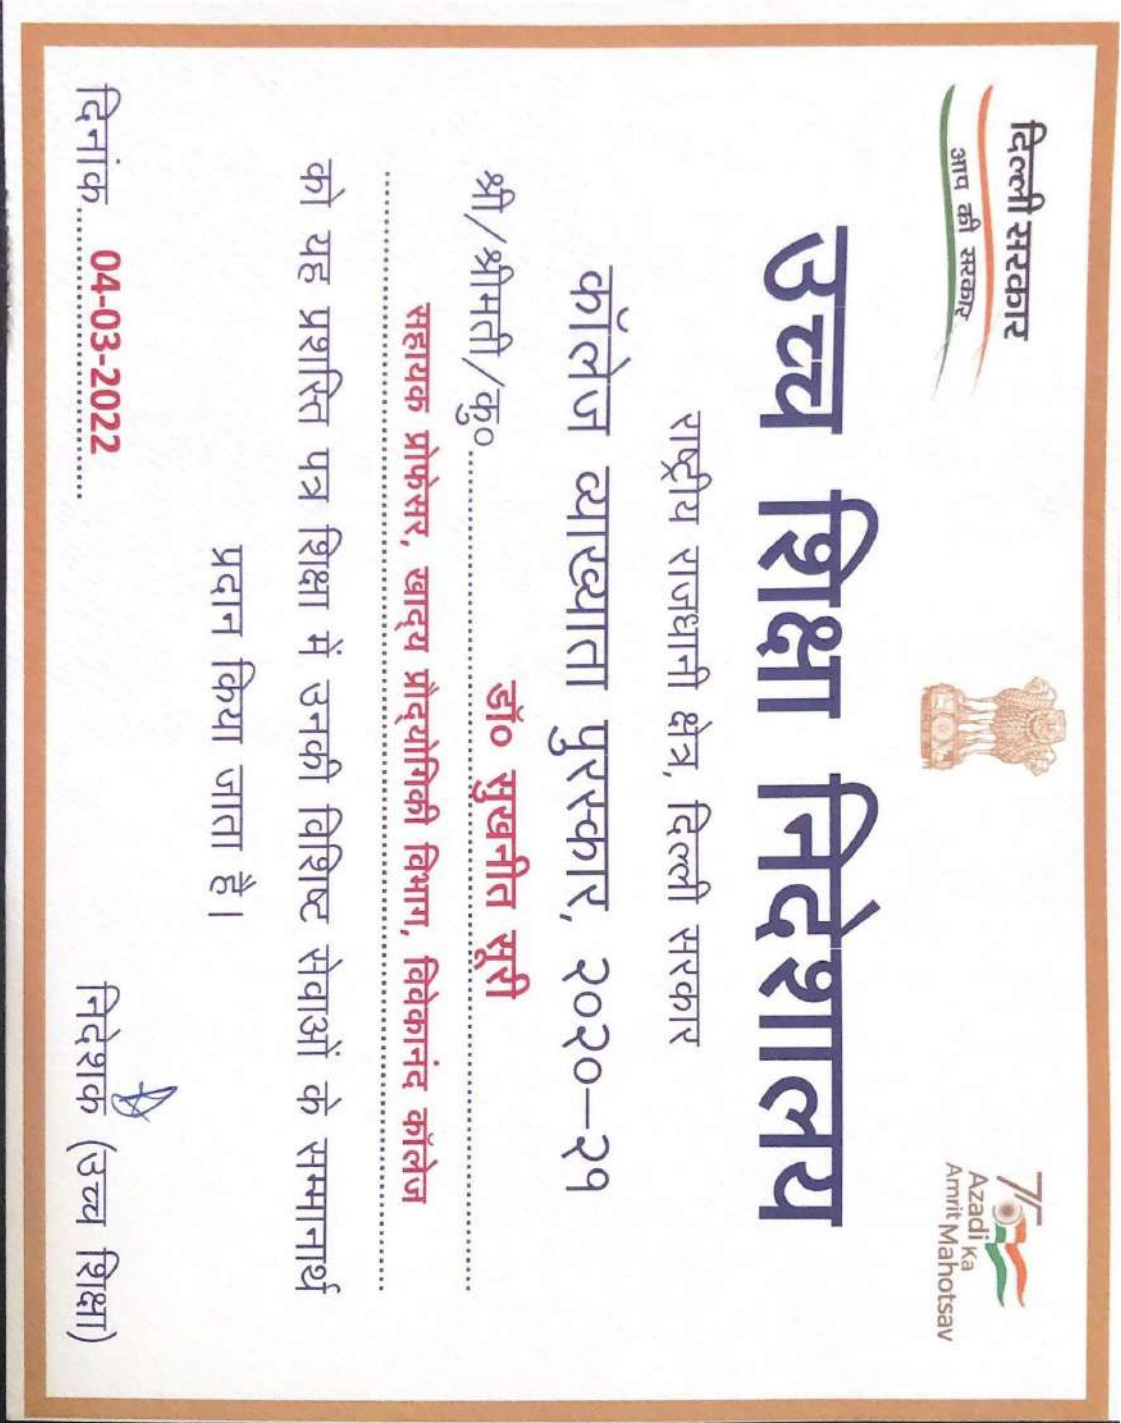 दिल्ली सरकार
आप की सरकार
75
Azadi Ka
Amrit Mahotsav
उच्च शिक्षा निदेशालय
राष्ट्रीय राजधानी क्षेत्र, दिल्ली सरकार
कॉलेज व्याख्याता पुरस्कार, २०२०–२१
श्री/श्रीमती/कु० डॉ० सुखनीत सूरी
सहायक प्रोफेसर, खाद्य प्रौद्योगिकी विभाग, विवेकानंद कॉलेज
को यह प्रशस्ति पत्र शिक्षा में उनकी विशिष्ट सेवाओं के सम्मानार्थ
प्रदान किया जाता है।
दिनांक 04-03-2022
निदेशक (उच्च शिक्षा)